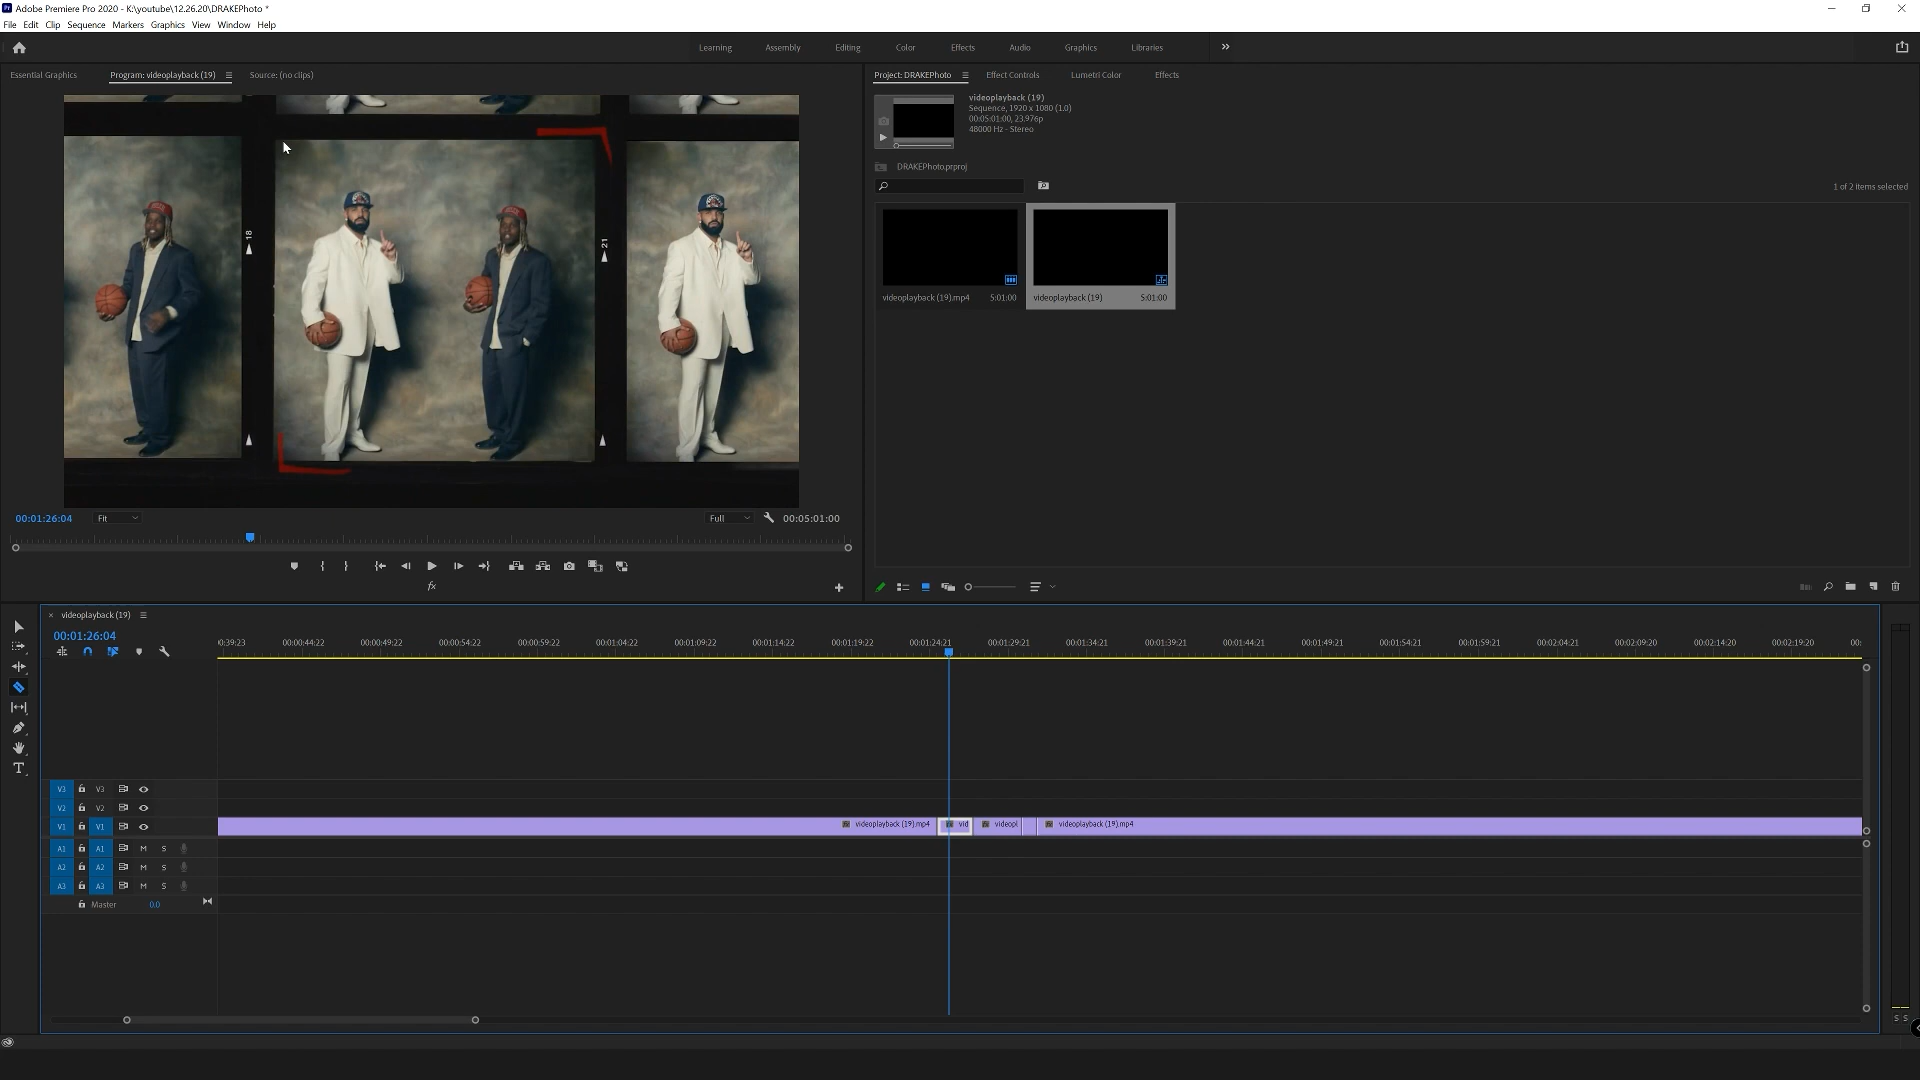 Adobe Premiere Pro 2020 - K:\youtube\12.26.20\DRAKEPhoto *
File Edit Clip Sequence Markers Graphics View Window Help
Learning Assembly Editing Color Effects Audio Graphics Libraries
Essential Graphics Program: videoplayback (19) Source: (no clips)
Project: DRAKEPhoto Effect Controls Lumetri Color Effects
videoplayback (19)
Sequence, 1920 x 1080 (1.0)
00:05:01:00, 23.976p
48000 Hz - Stereo
DRAKEPhoto.prproj
1 of 2 items selected
18
21
videoplayback (19).mp4 5:01:00
videoplayback (19) 5:01:00
00:01:26:04 Fit Full 00:05:01:00
fx
videoplayback (19)
00:01:26:04
00:39:23 00:00:44:22 00:00:49:22 00:00:54:22 00:00:59:22 00:01:04:22 00:01:09:22 00:01:14:22 00:01:19:22 00:01:24:21 00:01:29:21 00:01:34:21 00:01:39:21 00:01:44:21 00:01:49:21 00:01:54:21 00:01:59:21 00:02:04:21 00:02:09:20 00:02:14:20 00:02:19:20 00:
V3 V3
V2 V2
V1 V1 videoplayback (19).mp4 vid videopl videoplayback (19).mp4
A1 A1 M S
A2 A2 M S
A3 A3 M S
Master 0.0
S S